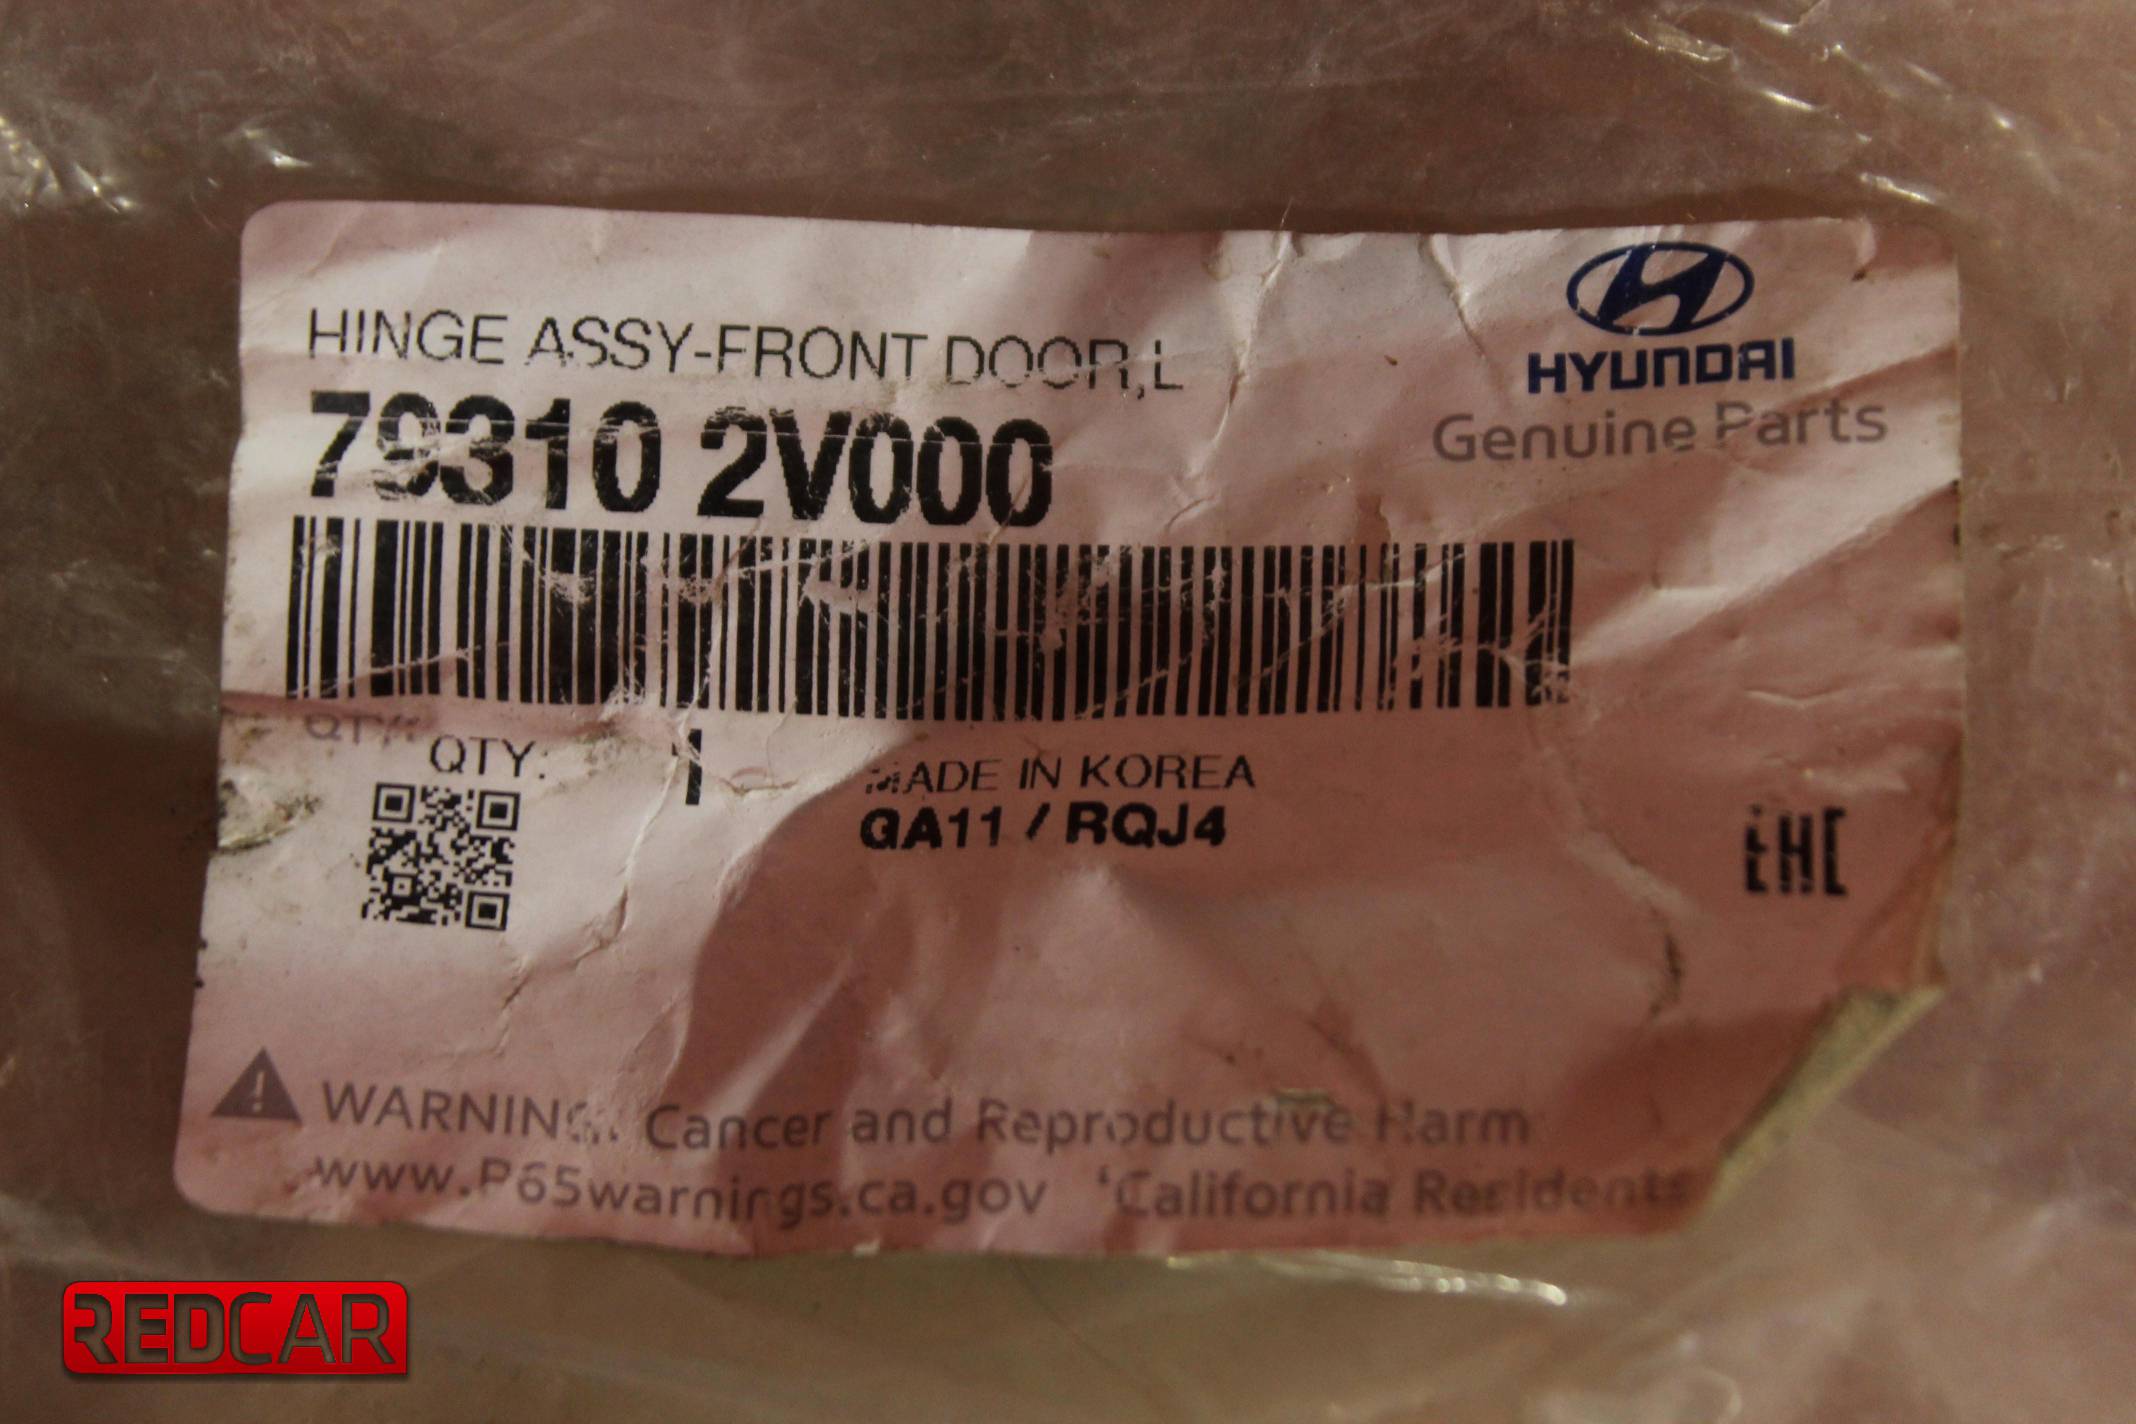 HYUNDAI
Genuine Parts
HINGE ASSY-FRONT DOOR,L
79310 2V000
QTY:
QTY: 1
MADE IN KOREA
GA11 / RQJ4
EAC
WARNING: Cancer and Reproductive Harm
www.P65warnings.ca.gov 'California Residents
REDCAR